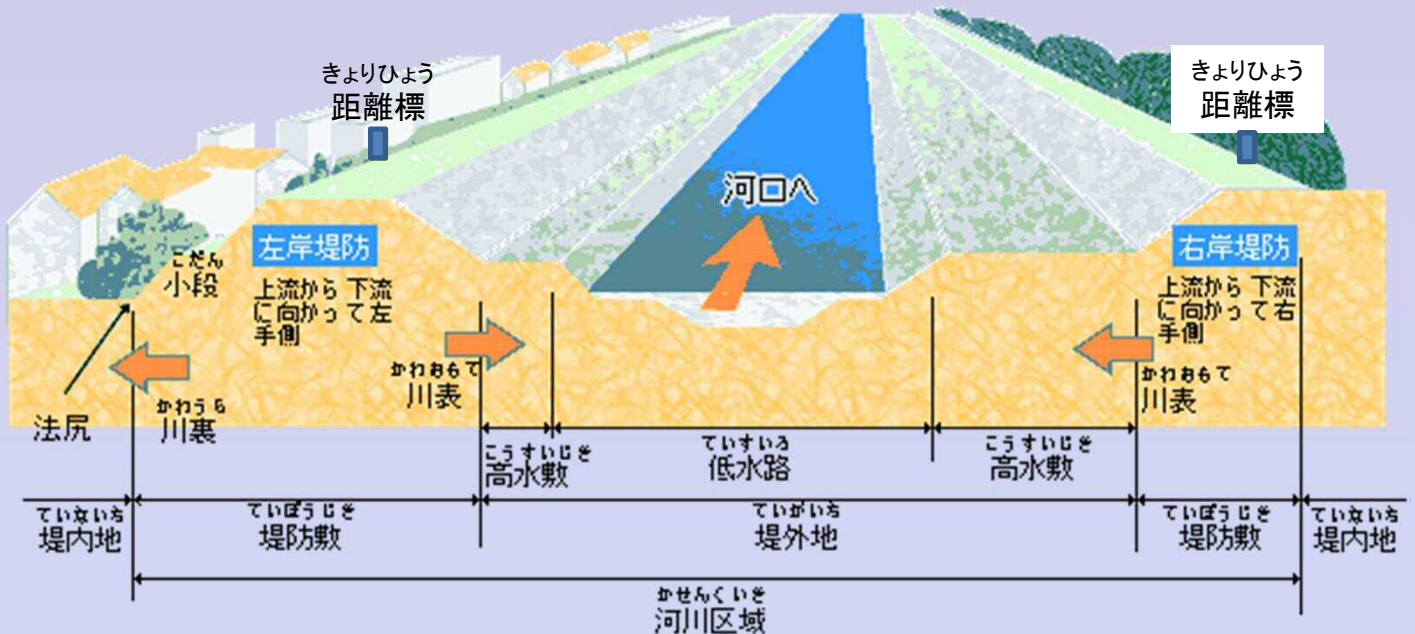 きょりひょう
距離標
きょりひょう
距離標
河口へ
左岸堤防
上流から 下流
に向かって左
手側
右岸堤防
上流から 下流
に向かって右
手側
こだん
小段
かわおもて
川表
かわおもて
川表
法尻
かわうら
川裏
こうすいじき
高水敷
ていすいろ
低水路
こうすいじき
高水敷
ていないち
堤内地
ていぼうじき
堤防敷
ていがいち
堤外地
ていぼうじき
堤防敷
ていないち
堤内地
かせんくいき
河川区域